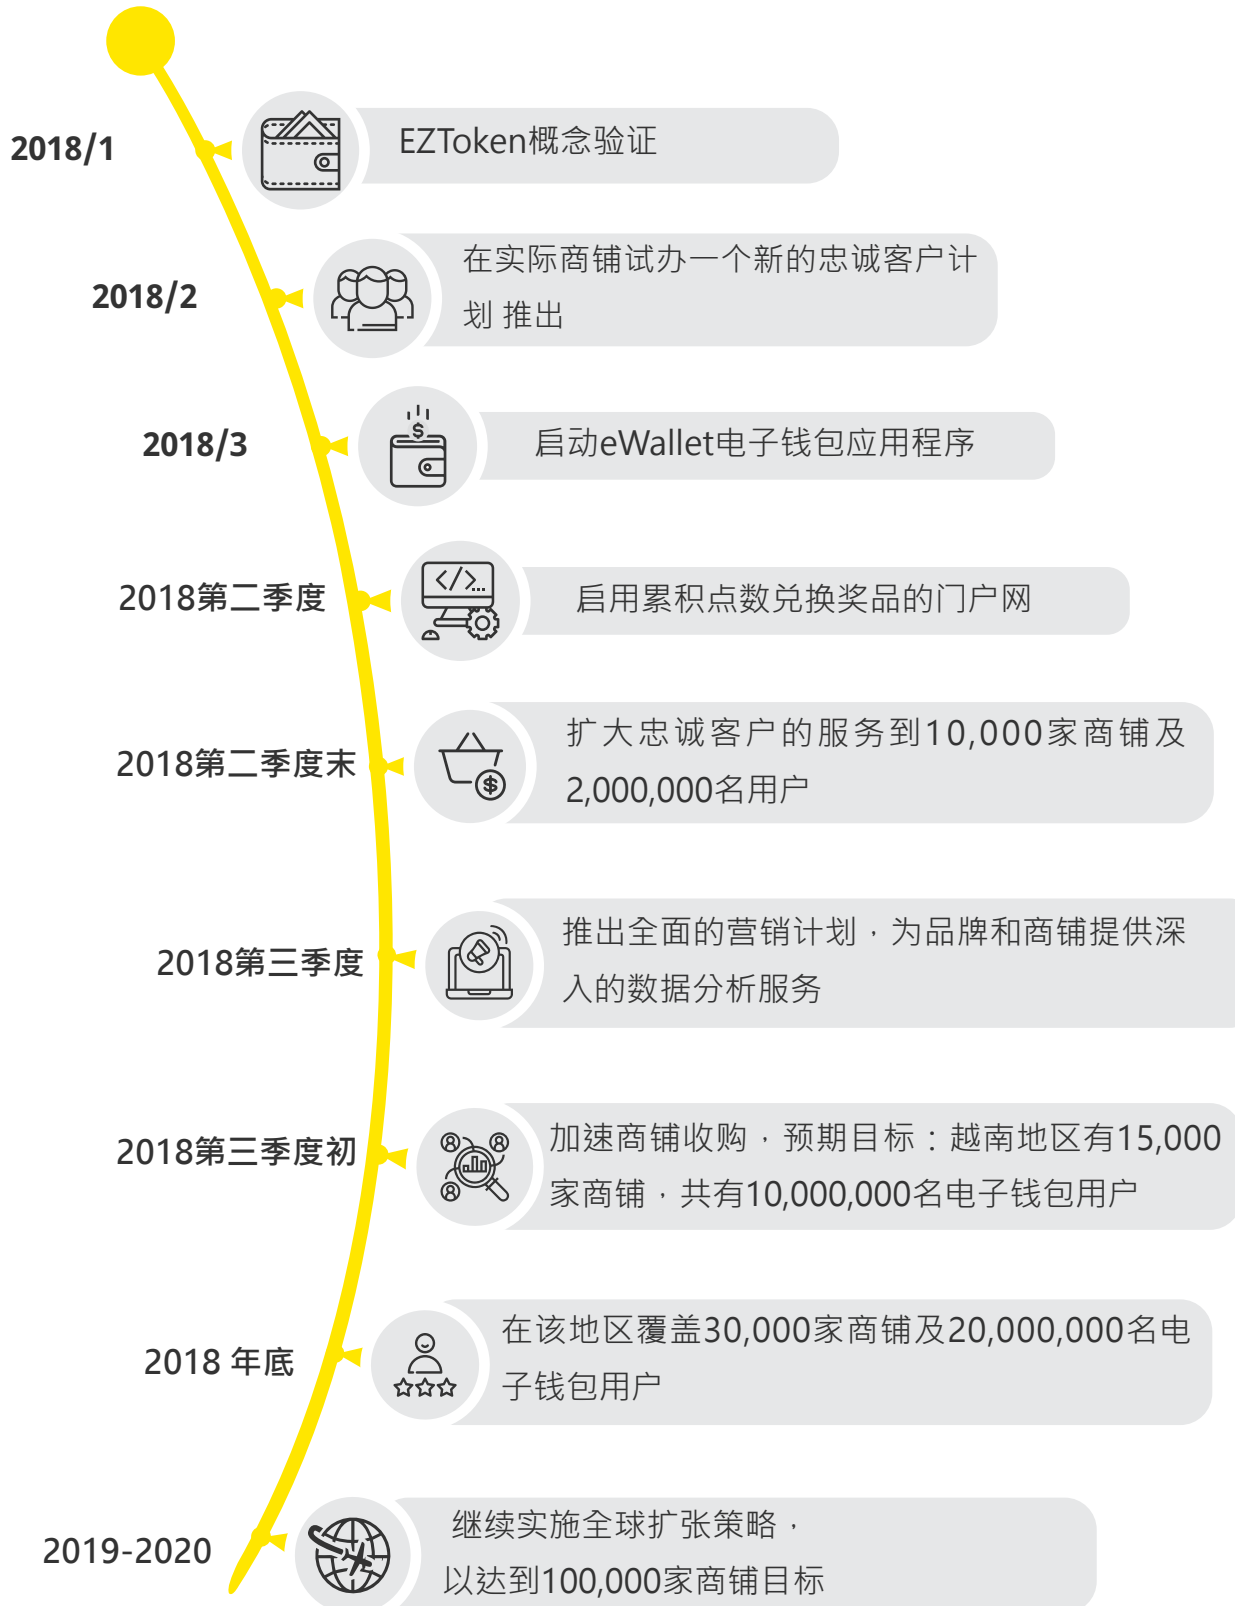 2018/1
EZToken概念验证
2018/2
在实际商铺试办一个新的忠诚客户计
划 推出
2018/3
启动eWallet电子钱包应用程序
$
2018第二季度
启用累积点数兑换奖品的门户网
</>...
2018第二季度末
扩大忠诚客户的服务到10,000家商铺及
2,000,000名用户
$
2018第三季度
推出全面的营销计划，为品牌和商铺提供深
入的数据分析服务
2018第三季度初
加速商铺收购，预期目标：越南地区有15,000
家商铺，共有10,000,000名电子钱包用户
2018 年底
在该地区覆盖30,000家商铺及20,000,000名电
子钱包用户
2019-2020
继续实施全球扩张策略，
以达到100,000家商铺目标